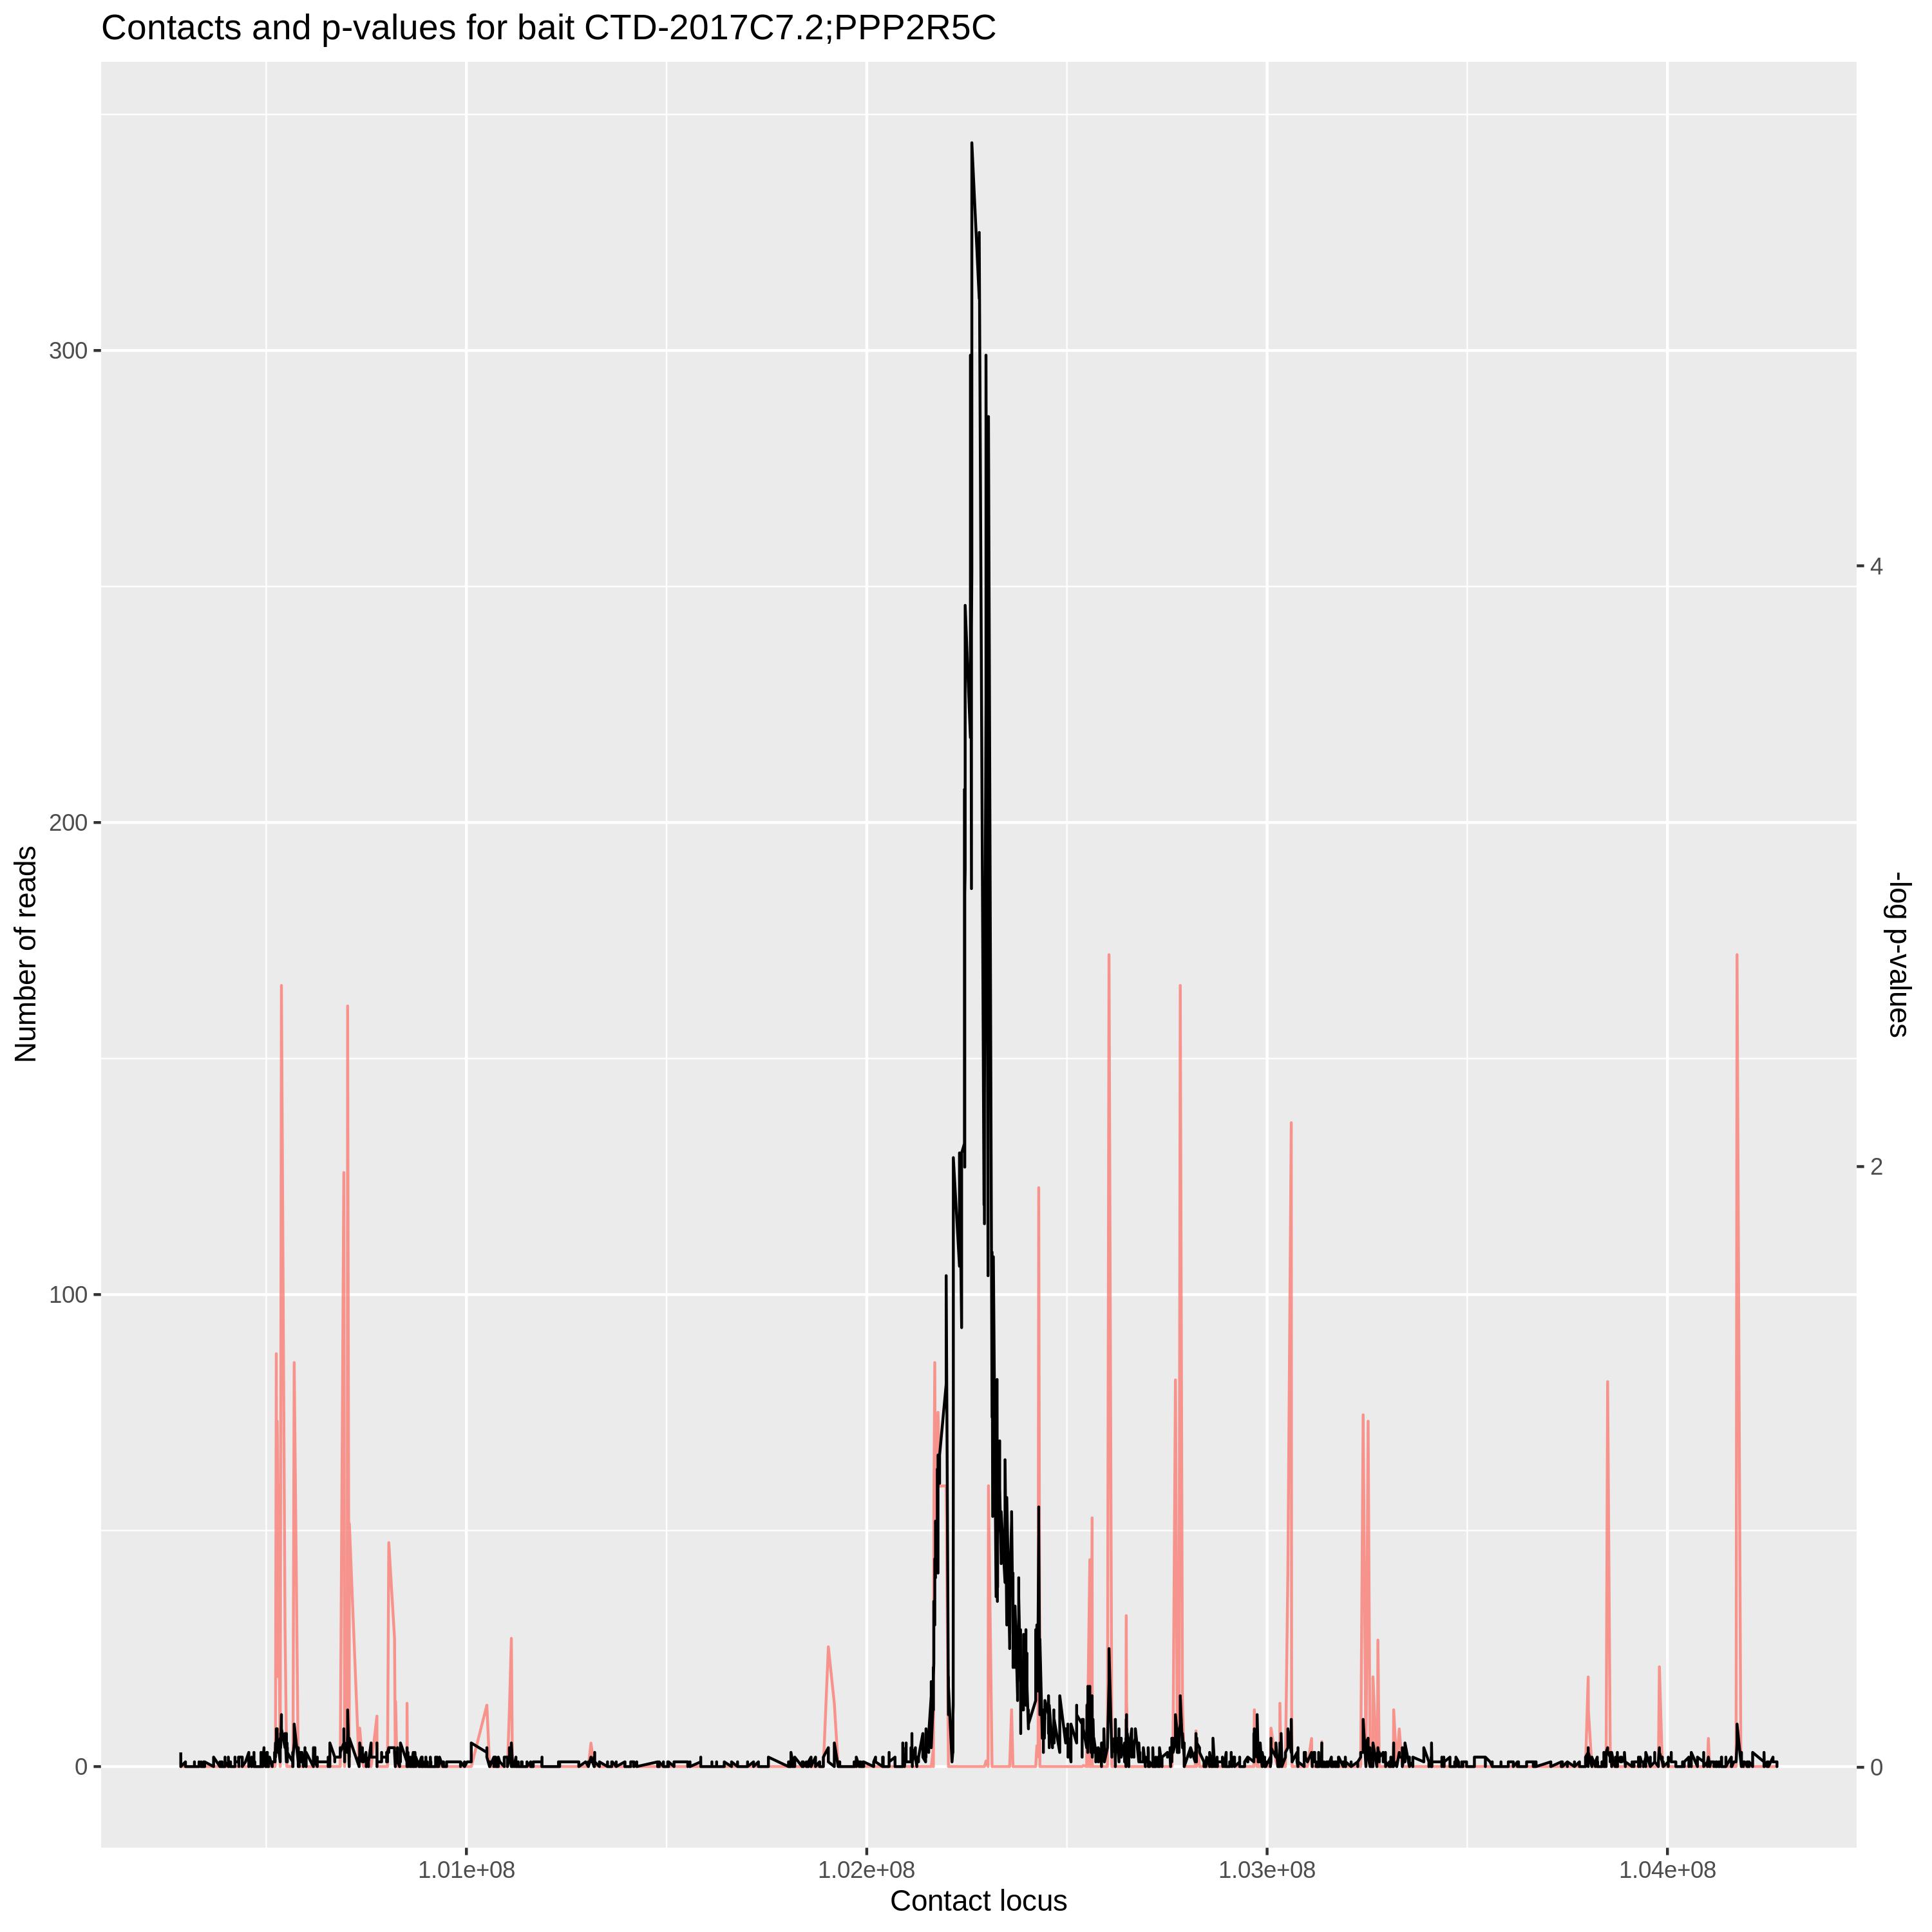 Contacts and p-values for bait CTD-2017C7.2;PPP2R5C
300
200
100
0
Number of reads
4
2
0
-log p-values
1.01e+08
1.02e+08
1.03e+08
1.04e+08
Contact locus